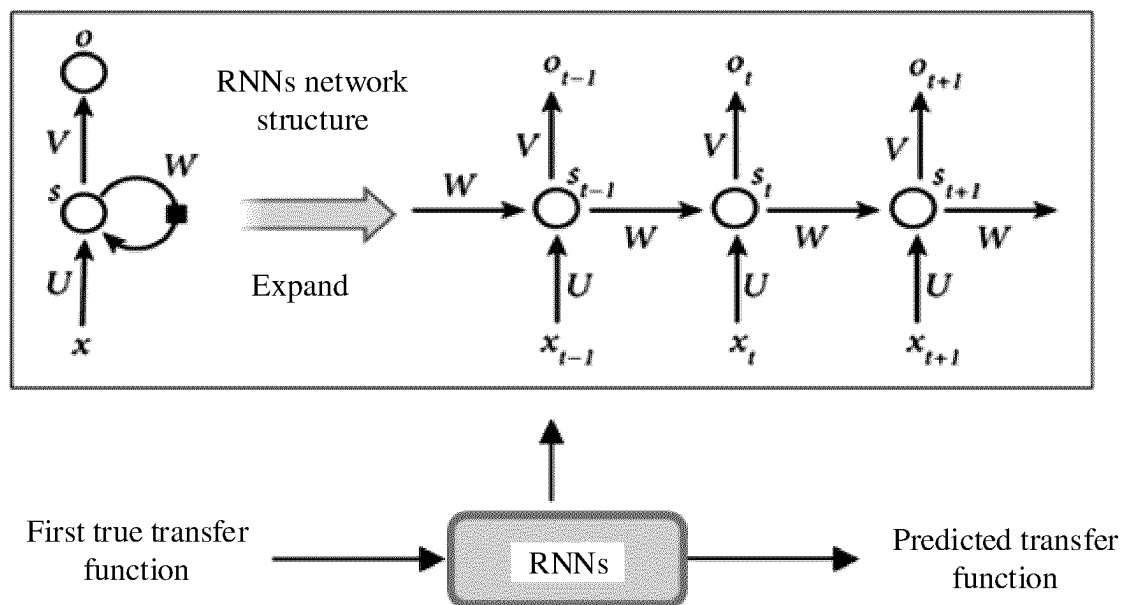 o
RNNs network
structure
o_{t-1}
o_t
o_{t+1}
V
V
V
V
W
s
W
s_{t-1}
s_t
s_{t+1}
W
W
W
U
Expand
U
U
U
x
x_{t-1}
x_t
x_{t+1}
First true transfer
function
RNNs
Predicted transfer
function